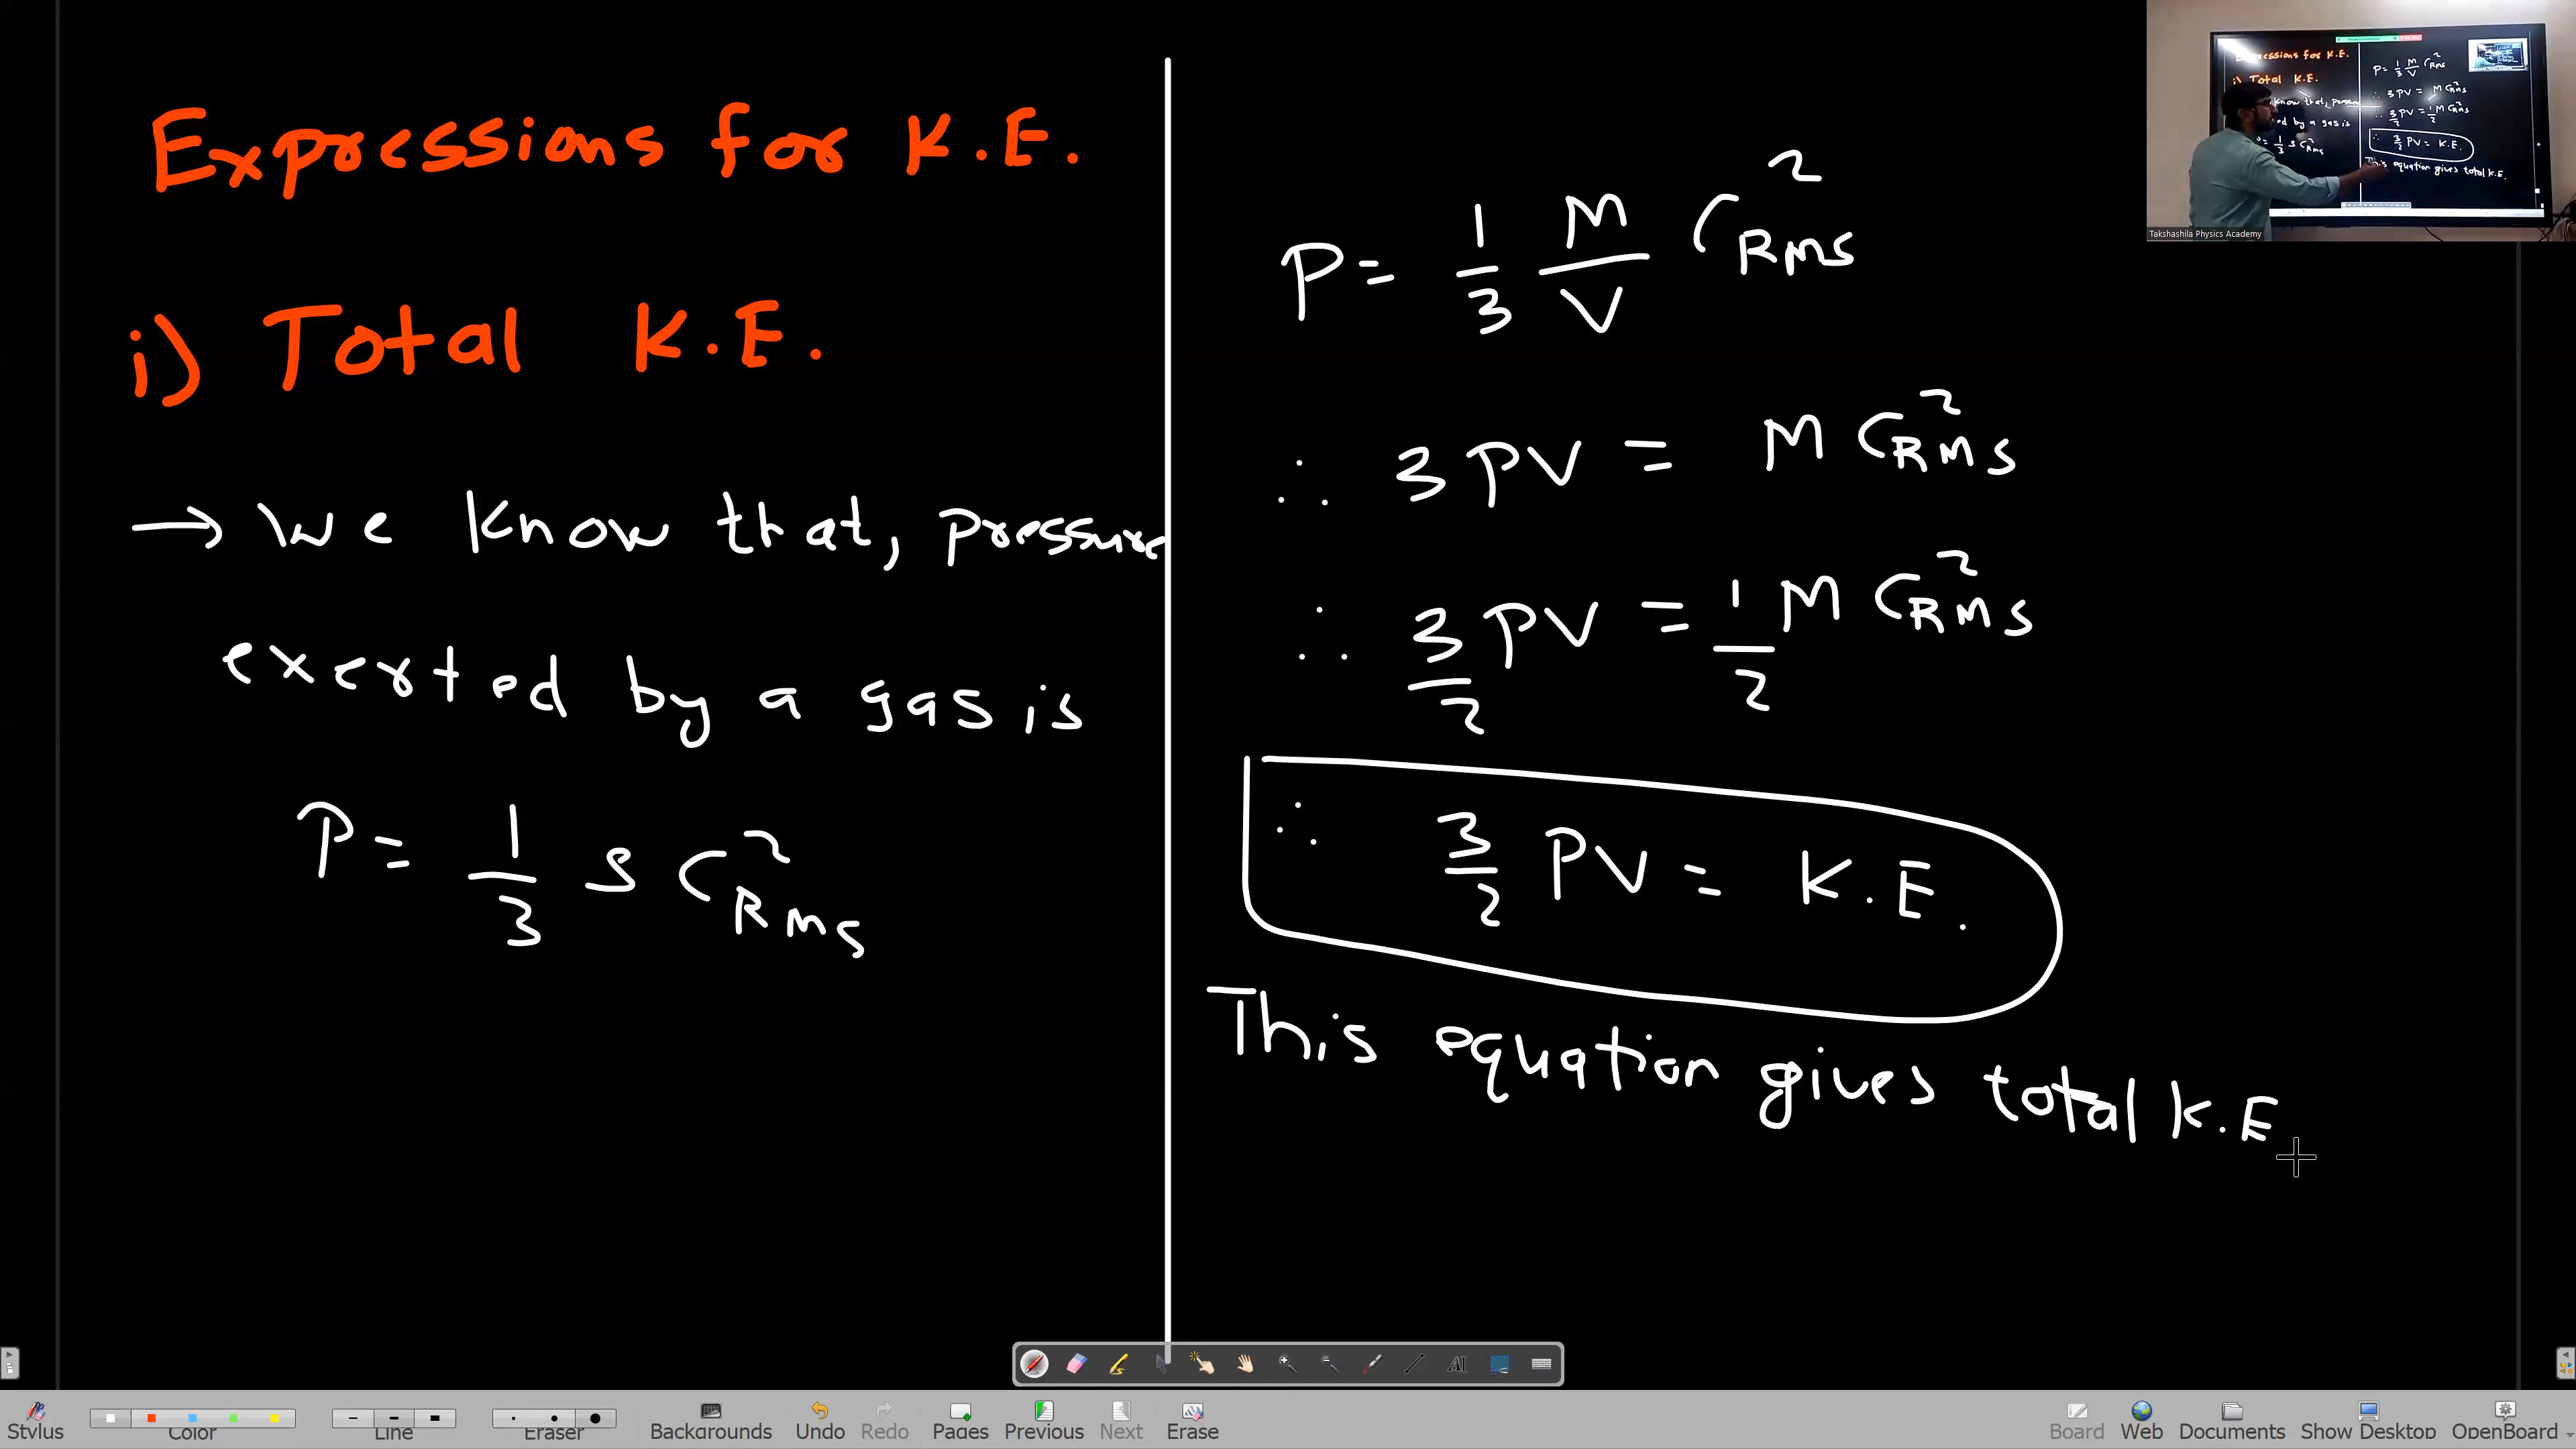 Expressions for K.E.
i) Total K.E.
→ We know that, pressure
exerted by a gas is
P = 1/3 S C²Rms
P = 1/3 M/V C²Rms
∴ 3 PV = M C²Rms
∴ 3/2 PV = 1/2 M C²Rms
∴ 3/2 PV = K.E.
This equation gives total K.E
Takshashila Physics Academy
Stylus Color Line Eraser Backgrounds Undo Redo Pages Previous Next Erase Board Web Documents Show Desktop OpenBoard